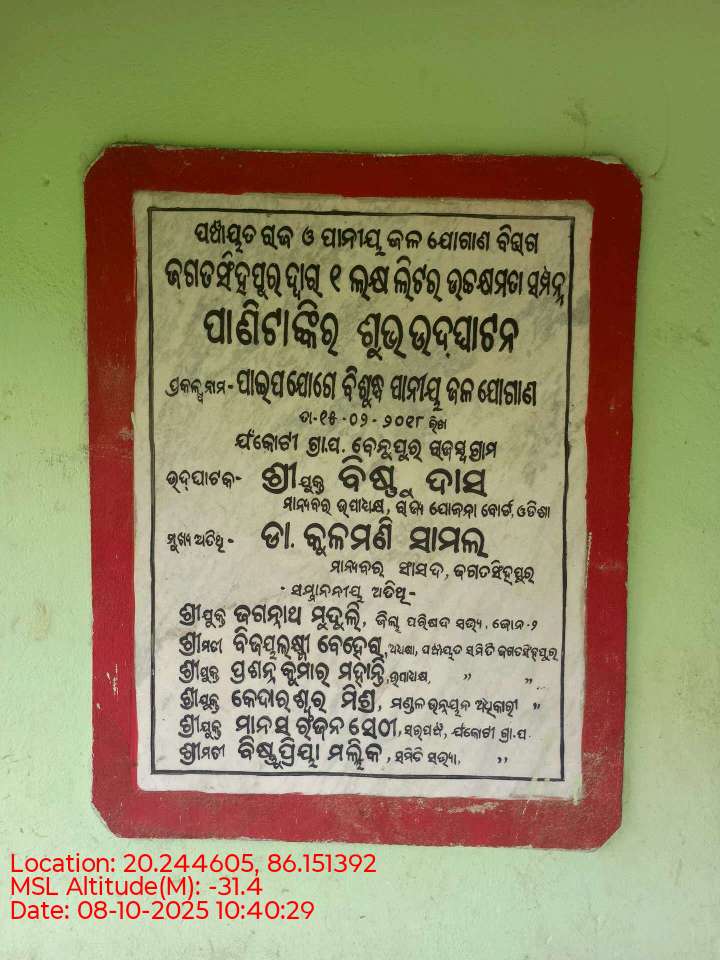 ପଞ୍ଚାୟତ ରାଜ ଓ ପାନୀୟ ଜଳ ଯୋଗାଣ ବିଭାଗ
ଜଗତସିଂହପୁର ଦ୍ୱାରା ୧ ଲକ୍ଷ ଲିଟର ଉଚ୍ଚକ୍ଷମତା ସମ୍ପନ୍ନ
ପାଣିଟାଙ୍କିର ଶୁଭ ଉଦ୍‌ଘାଟନ
ପ୍ରକଳ୍ପ ନାମ- ପାଇପ ଯୋଗେ ବିଶୁଦ୍ଧ ପାନୀୟ ଜଳ ଯୋଗାଣ
ତା-୧୫-୦୨-୨୦୧୮ ରିଖ
ଗ୍ରା.ପ. ବେନୁପୁର ରାଜସ୍ୱ ଗ୍ରାମ
ଉଦ୍‌ଘାଟକ- ଶ୍ରୀଯୁକ୍ତ ବିଷ୍ଣୁ ଦାସ
ମାନ୍ୟବର ଉପାଧ୍ୟକ୍ଷ, ରାଜ୍ୟ ଯୋଜନା ବୋର୍ଡ, ଓଡିଶା
ମୁଖ୍ୟ ଅତିଥି- ଡା. କୁଳମଣି ସାମଲ
ମାନ୍ୟବର ସାଂସଦ, ଜଗତସିଂହପୁର
- ସମ୍ମାନନୀୟ ଅତିଥି-
ଶ୍ରୀଯୁକ୍ତ ଜଗନ୍ନାଥ ମୁଦୁଲି, ଜିଲ୍ଲା ପରିଷଦ ସଭ୍ୟ, ଜୋନ-୨
ଶ୍ରୀମତୀ ବିଜୟଲକ୍ଷ୍ମୀ ବେହେରା, ଅଧ୍ୟକ୍ଷା, ପଞ୍ଚାୟତ ସମିତି ଜଗତସିଂହପୁର
ଶ୍ରୀଯୁକ୍ତ ପ୍ରଶାନ୍ତ କୁମାର ମହାନ୍ତି, ଉପାଧ୍ୟକ୍ଷ, ,, ,,
ଶ୍ରୀଯୁକ୍ତ କେଦାରଶ୍ୱର ମିଶ୍ର, ମଣ୍ଡଳ ଉନ୍ନୟନ ଅଧିକାରୀ ,,
ଶ୍ରୀଯୁକ୍ତ ମାନସ ରଞ୍ଜନ ସେଠୀ, ସରପଞ୍ଚ, ଗ୍ରା.ପ.
ଶ୍ରୀମତୀ ବିଷ୍ଣୁପ୍ରିୟା ମଲ୍ଲିକ, ସମିତି ସଭ୍ୟା, ,,
Location: 20.244605, 86.151392
MSL Altitude(M): -31.4
Date: 08-10-2025 10:40:29